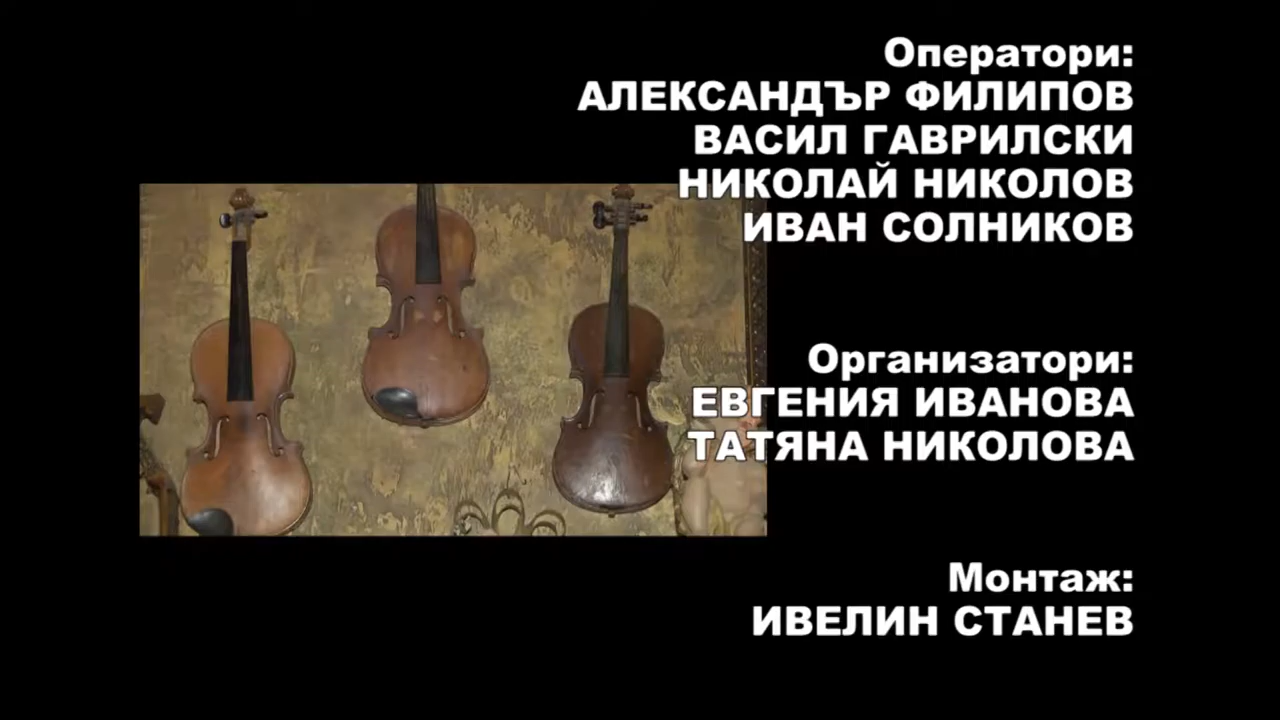 Оператори:
АЛЕКСАНДЪР ФИЛИПОВ
ВАСИЛ ГАВРИЛСКИ
НИКОЛАЙ НИКОЛОВ
ИВАН СОЛНИКОВ
Организатори:
ЕВГЕНИЯ ИВАНОВА
ТАТЯНА НИКОЛОВА
Монтаж:
ИВЕЛИН СТАНЕВ